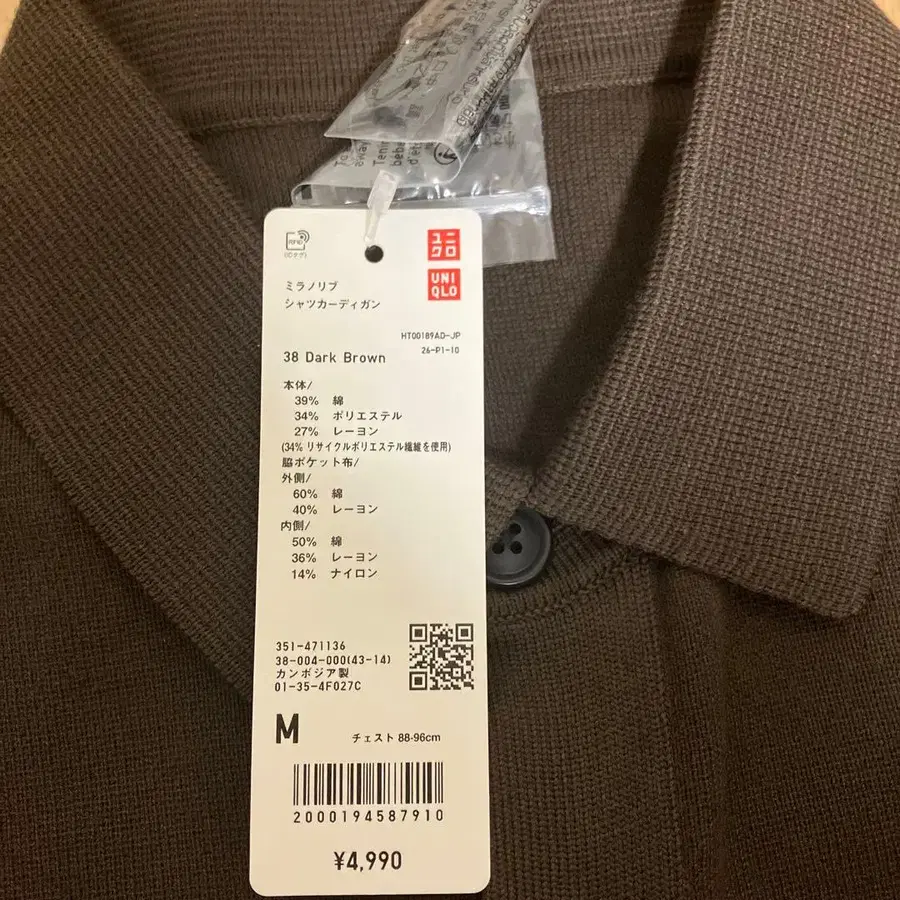 RFID
(IDタグ)
ユニ
クロ
UNI
QLO
ミラノリブ
シャツカーディガン
HT00189AD-JP
26-P1-10
38 Dark Brown
本体/
39% 綿
34% ポリエステル
27% レーヨン
(34% リサイクルポリエステル繊維を使用)
脇ポケット布/
外側/
60% 綿
40% レーヨン
内側/
50% 綿
36% レーヨン
14% ナイロン
351-471136
38-004-000(43-14)
カンボジア製
01-35-4F027C
M チェスト 88-96cm
2000194587910
¥4,990